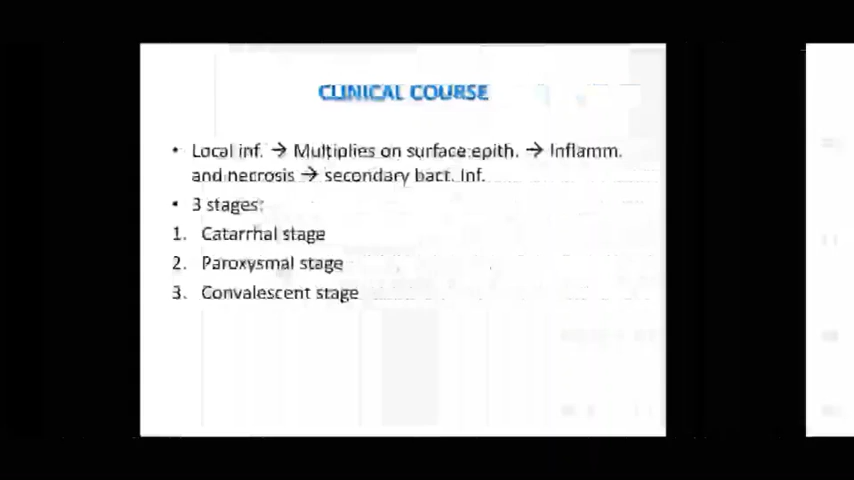 CLINICAL COURSE
• Local inf. → Multiplies on surface epith. → Inflamm.
and necrosis → secondary bact. Inf.
• 3 stages:
1. Catarrhal stage
2. Paroxysmal stage
3. Convalescent stage